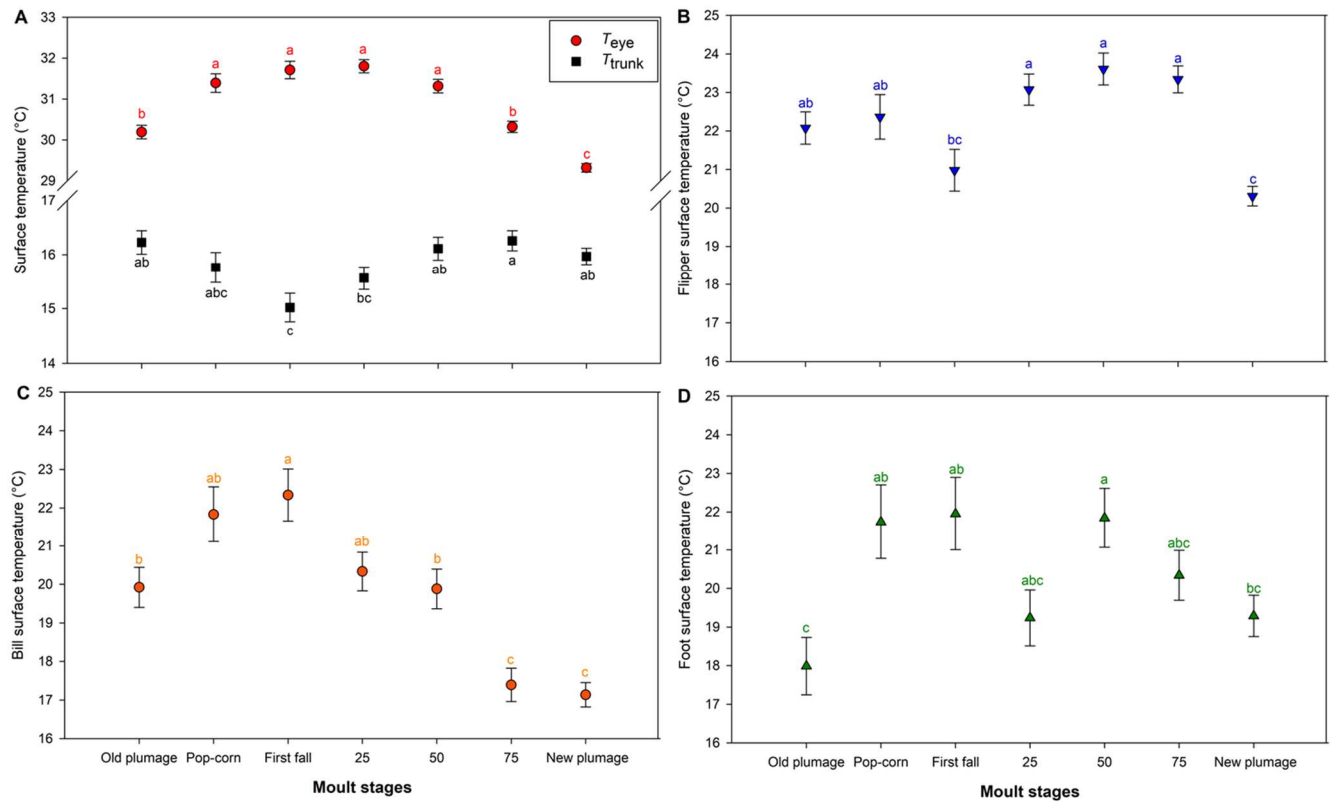 A
Surface temperature (°C)
33
32
31
30
29
17
16
15
14
T eye
T trunk
b
a
a
a
a
b
c
ab
abc
c
bc
ab
a
ab
B
Flipper surface temperature (°C)
25
24
23
22
21
20
19
18
17
16
ab
ab
bc
a
a
a
c
C
Bill surface temperature (°C)
25
24
23
22
21
20
19
18
17
16
b
ab
a
ab
b
c
c
Old plumage Pop-corn First fall 25 50 75 New plumage
Moult stages
D
Foot surface temperature (°C)
25
24
23
22
21
20
19
18
17
16
c
ab
ab
abc
a
abc
bc
Old plumage Pop-corn First fall 25 50 75 New plumage
Moult stages